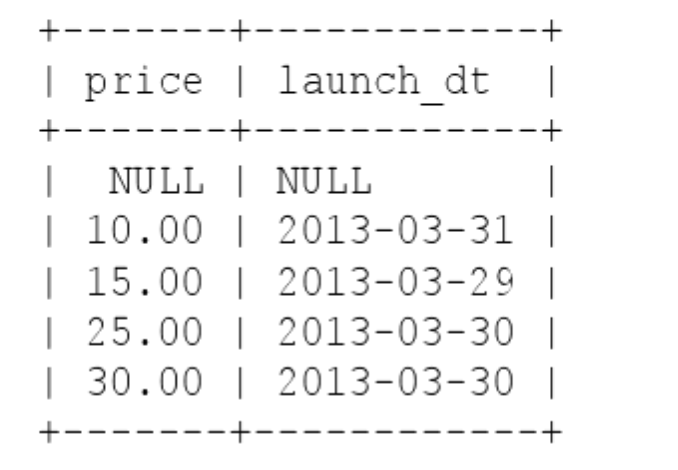 +-------+------------+
| price | launch_dt  |
+-------+------------+
|  NULL | NULL       |
| 10.00 | 2013-03-31 |
| 15.00 | 2013-03-29 |
| 25.00 | 2013-03-30 |
| 30.00 | 2013-03-30 |
+-------+------------+